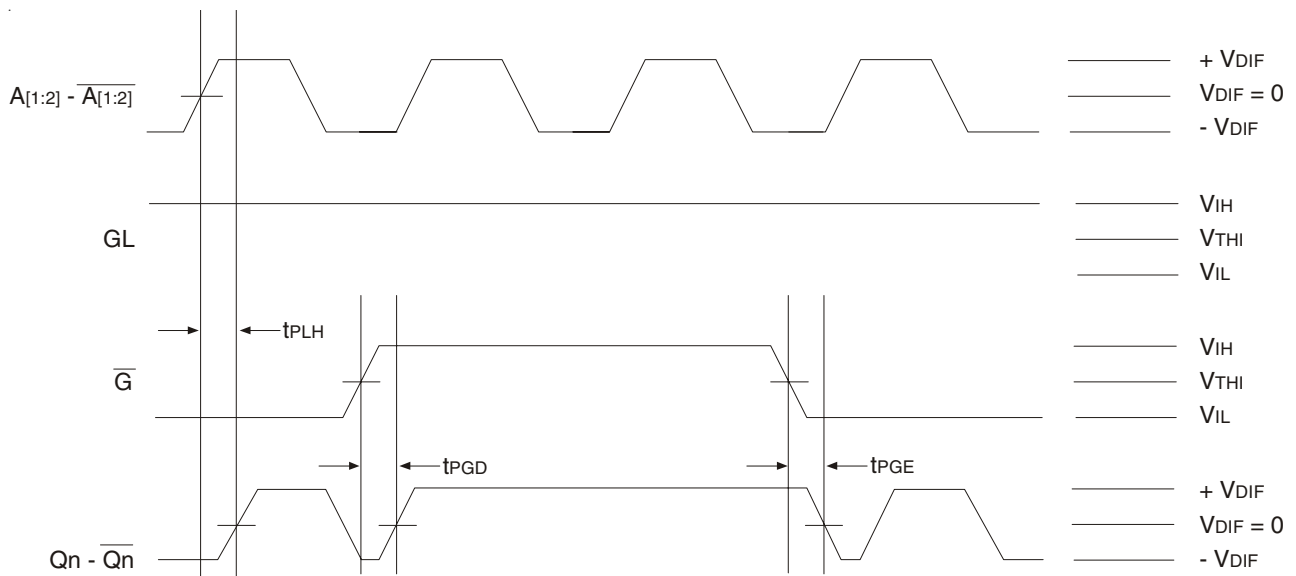 A[1:2] - A[1:2]
+ VDIF
VDIF = 0
- VDIF
GL
VIH
VTHI
VIL
tPLH
G
VIH
VTHI
VIL
tPGD
tPGE
Qn - Qn
+ VDIF
VDIF = 0
- VDIF